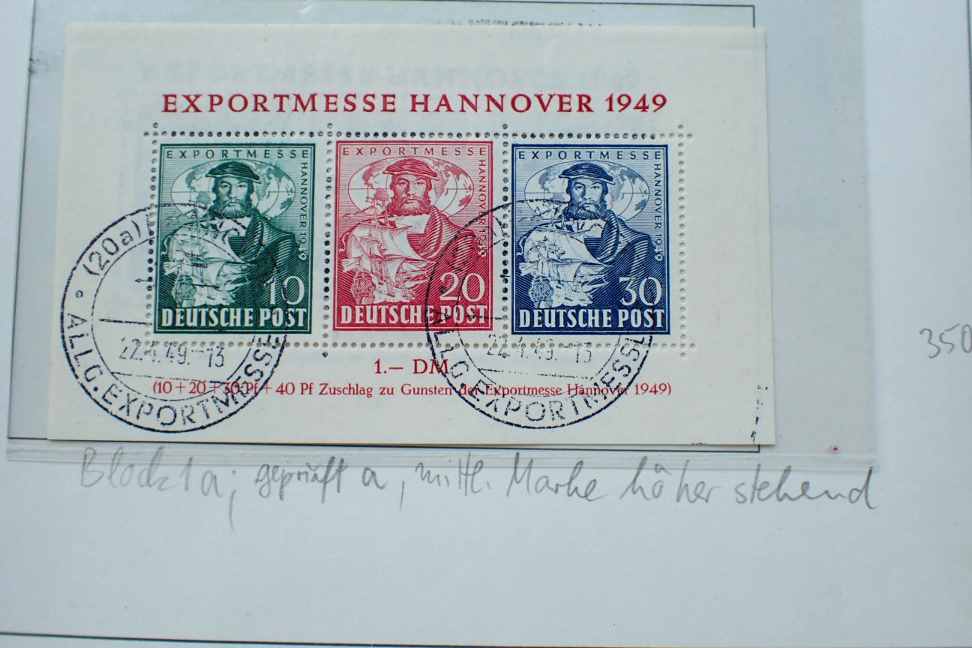 EXPORTMESSE HANNOVER 1949
EXPORTMESSE
HANNOVER 1949
10
DEUTSCHE POST
EXPORTMESSE
HANNOVER 1949
20
DEUTSCHE POST
EXPORTMESSE
HANNOVER 1949
30
DEUTSCHE POST
(20a)
22.4.49.-13
ALLG. EXPORTMESSE
22.4.49.-13
ALLG. EXPORTMESSE
1.— DM
(10 + 20 + 30 Pf + 40 Pf Zuschlag zu Gunsten der Exportmesse Hannover 1949)
350
Block 1 a; geprüft a, mittl. Marke höher stehend